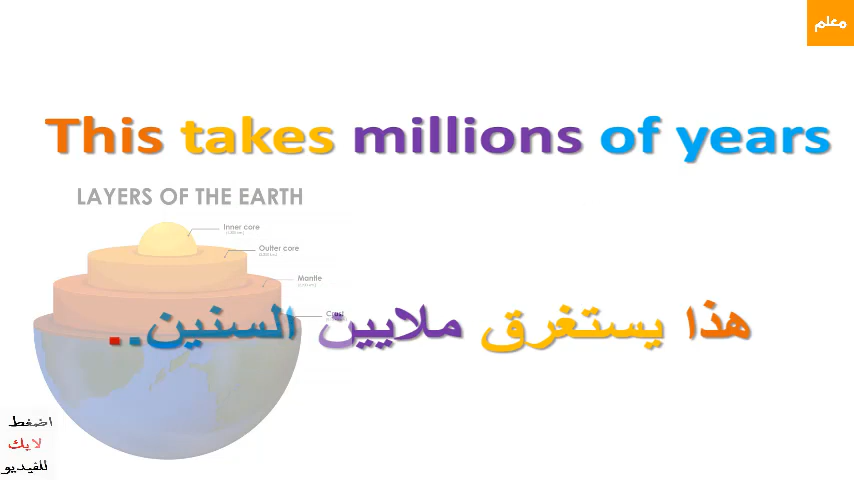 معلم
This takes millions of years
LAYERS OF THE EARTH
Inner core
Outter core
Mantle
Crust
هذا يستغرق ملايين السنين..
اضغط
لايك
للفيديو